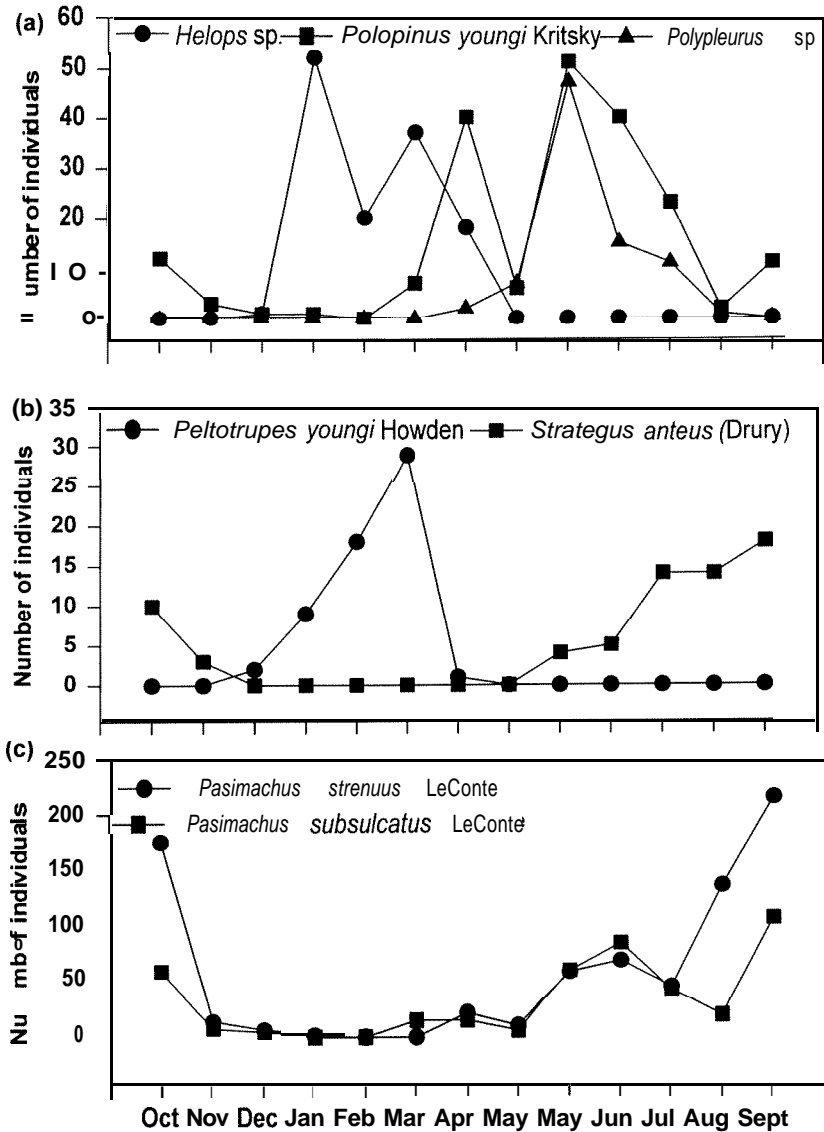 (a)
60
50
40
30
20
I O -
o-
Helops sp. Polopinus youngi Kritsky Polypleurus sp
" umber of individuals
(b)
35
30
25
20
15
10
5
0
Peltotrupes youngi Howden Strategus anteus (Drury)
Number of individuals
(c)
250
200
150
100
50
0
Pasimachus strenuus LeConte
Pasimachus subsulcatus LeConte
Nu mbof individuals
Oct Nov Dec Jan Feb Mar Apr May May Jun Jul Aug Sept